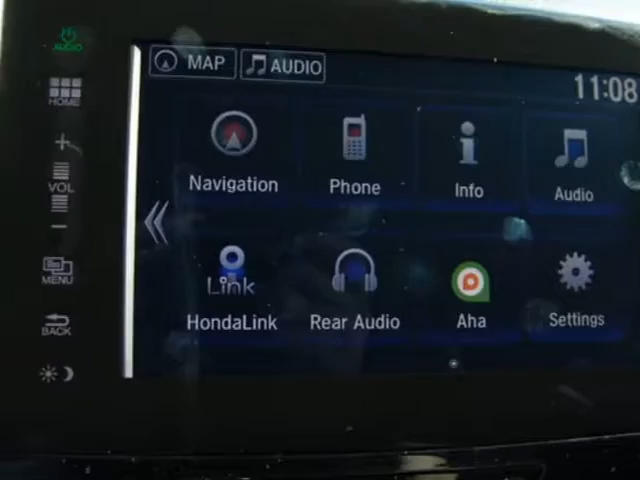 AUDIO
HOME
+
VOL
-
MENU
BACK
MAP AUDIO
11:08
Navigation Phone Info Audio
Link
HondaLink Rear Audio Aha Settings